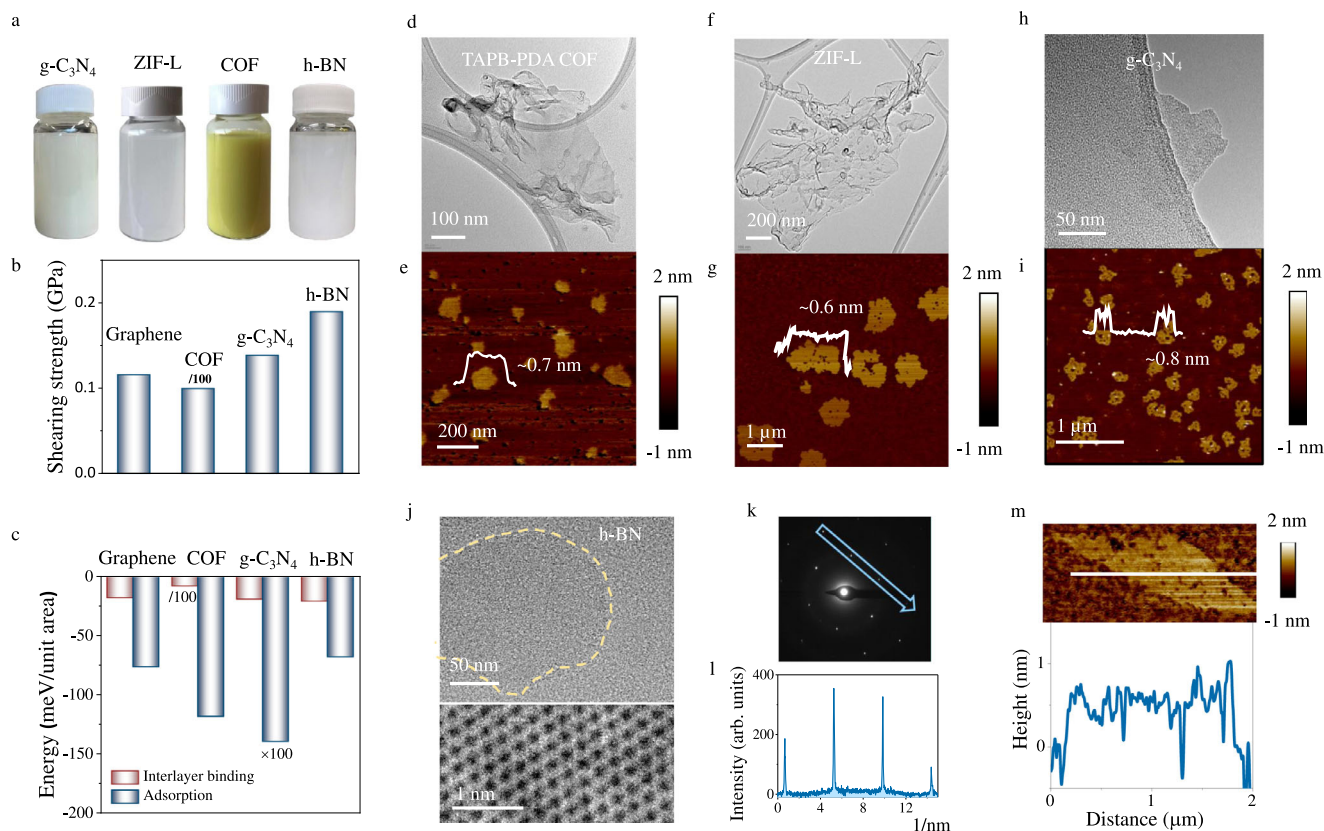 a
g-C₃N₄ ZIF-L COF h-BN
b
Shearing strength (GPa)
0.2
0.1
0.0
Graphene
COF
/100
g-C₃N₄
h-BN
c
Graphene COF g-C₃N₄ h-BN
Energy (meV/unit area)
0
-50
-100
-150
-200
/100
×100
Interlayer binding
Adsorption
d
TAPB-PDA COF
100 nm
e
~0.7 nm
200 nm
2 nm
-1 nm
f
ZIF-L
200 nm
g
~0.6 nm
1 μm
2 nm
-1 nm
h
g-C₃N₄
50 nm
i
~0.8 nm
1 μm
2 nm
-1 nm
j
h-BN
50 nm
1 nm
k
l
Intensity (arb. units)
400
200
0
0 4 8 12
1/nm
m
2 nm
-1 nm
Height (nm)
1
0
0 1 2
Distance (μm)